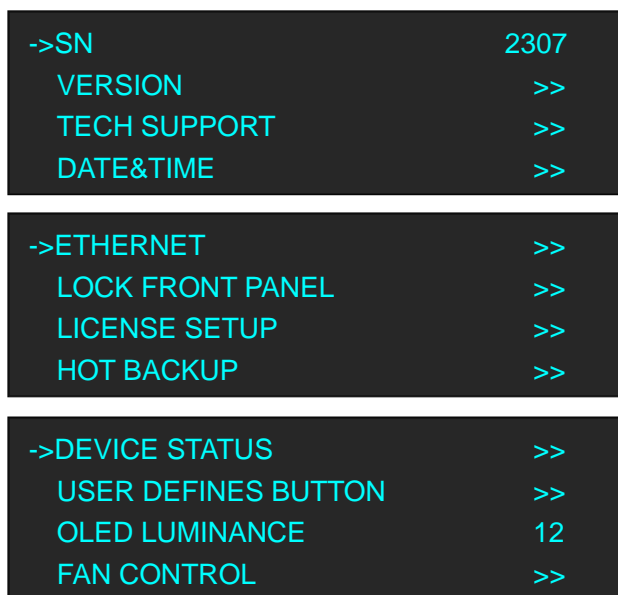 ->SN 2307
VERSION >>
TECH SUPPORT >>
DATE&TIME >>
->ETHERNET >>
LOCK FRONT PANEL >>
LICENSE SETUP >>
HOT BACKUP >>
->DEVICE STATUS >>
USER DEFINES BUTTON >>
OLED LUMINANCE 12
FAN CONTROL >>